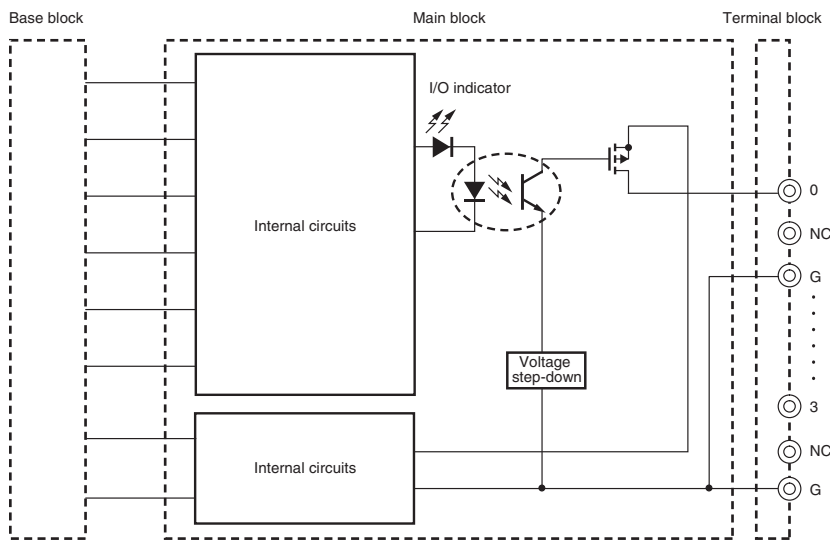 Base block
Main block
Terminal block
I/O indicator
Internal circuits
0
NC
G
Voltage
step-down
3
Internal circuits
NC
G